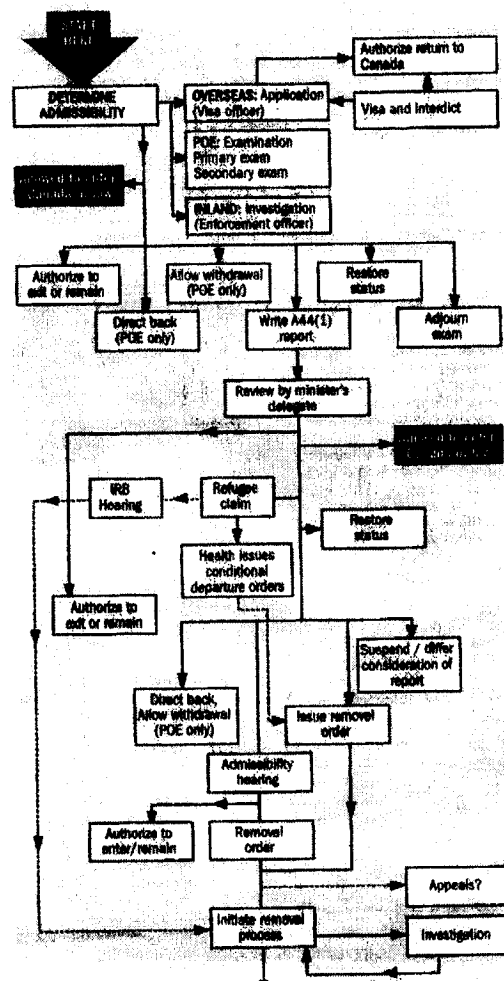 START
HERE
DETERMINE
ADMISSIBILITY
OVERSEAS: Application
(Visa officer)
Authorize return to
Canada
Visa and interdict
POE: Examination
Primary exam
Secondary exam
INLAND: Investigation
(Enforcement officer)
Authorize to
exit or remain
Allow withdrawal
(POE only)
Restore
status
Direct back
(POE only)
Write A44(1)
report
Adjourn
exam
Review by minister's
delegate
IRB
Hearing
Refugee
claim
Restore
status
Health issues
conditional
departure orders
Authorize to
exit or remain
Suspend / differ
consideration of
report
Direct back,
Allow withdrawal
(POE only)
Issue removal
order
Admissibility
hearing
Authorize to
enter/remain
Removal
order
Appeals?
Initiate removal
process
Investigation